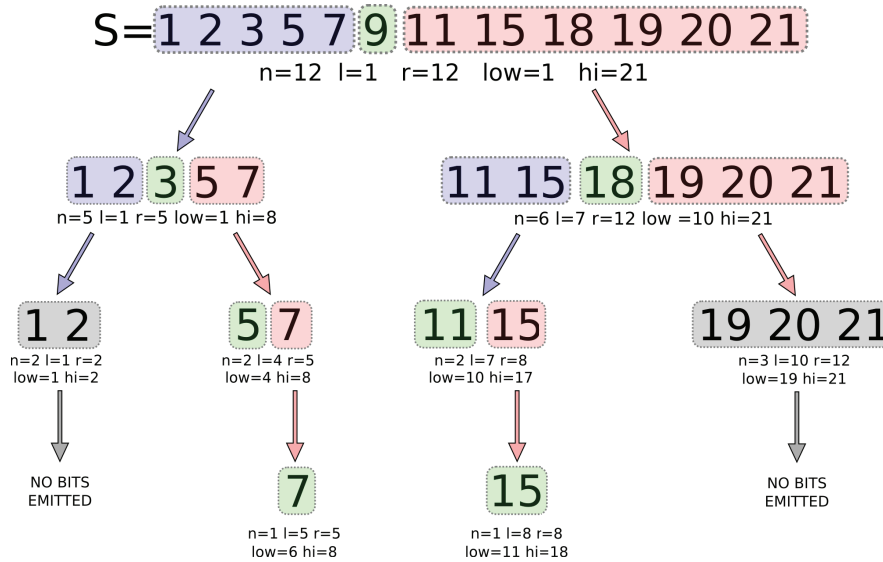 S=1 2 3 5 7 9 11 15 18 19 20 21
n=12 l=1 r=12 low=1 hi=21
1 2 3 5 7
11 15 18 19 20 21
n=5 l=1 r=5 low=1 hi=8
n=6 l=7 r=12 low =10 hi=21
1 2
5 7
11 15
19 20 21
n=2 l=1 r=2
low=1 hi=2
n=2 l=4 r=5
low=4 hi=8
n=2 l=7 r=8
low=10 hi=17
n=3 l=10 r=12
low=19 hi=21
NO BITS
EMITTED
7
15
NO BITS
EMITTED
n=1 l=5 r=5
low=6 hi=8
n=1 l=8 r=8
low=11 hi=18